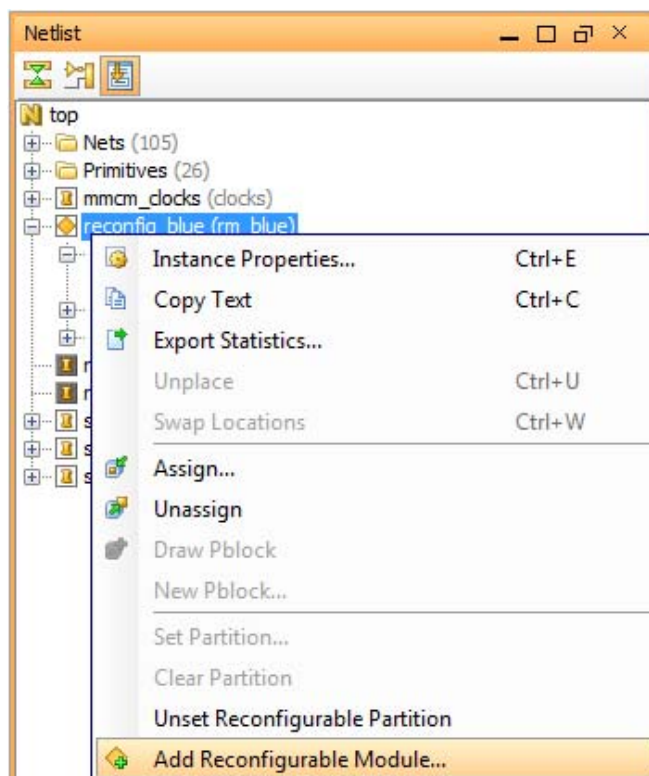 Netlist
top
Nets (105)
Primitives (26)
mmcm_clocks (clocks)
reconfig_blue (rm_blue)
Instance Properties... Ctrl+E
Copy Text Ctrl+C
Export Statistics...
Unplace Ctrl+U
Swap Locations Ctrl+W
r
Assign...
r
Unassign
s
Draw Pblock
s
s
New Pblock...
Set Partition...
Clear Partition
Unset Reconfigurable Partition
Add Reconfigurable Module...